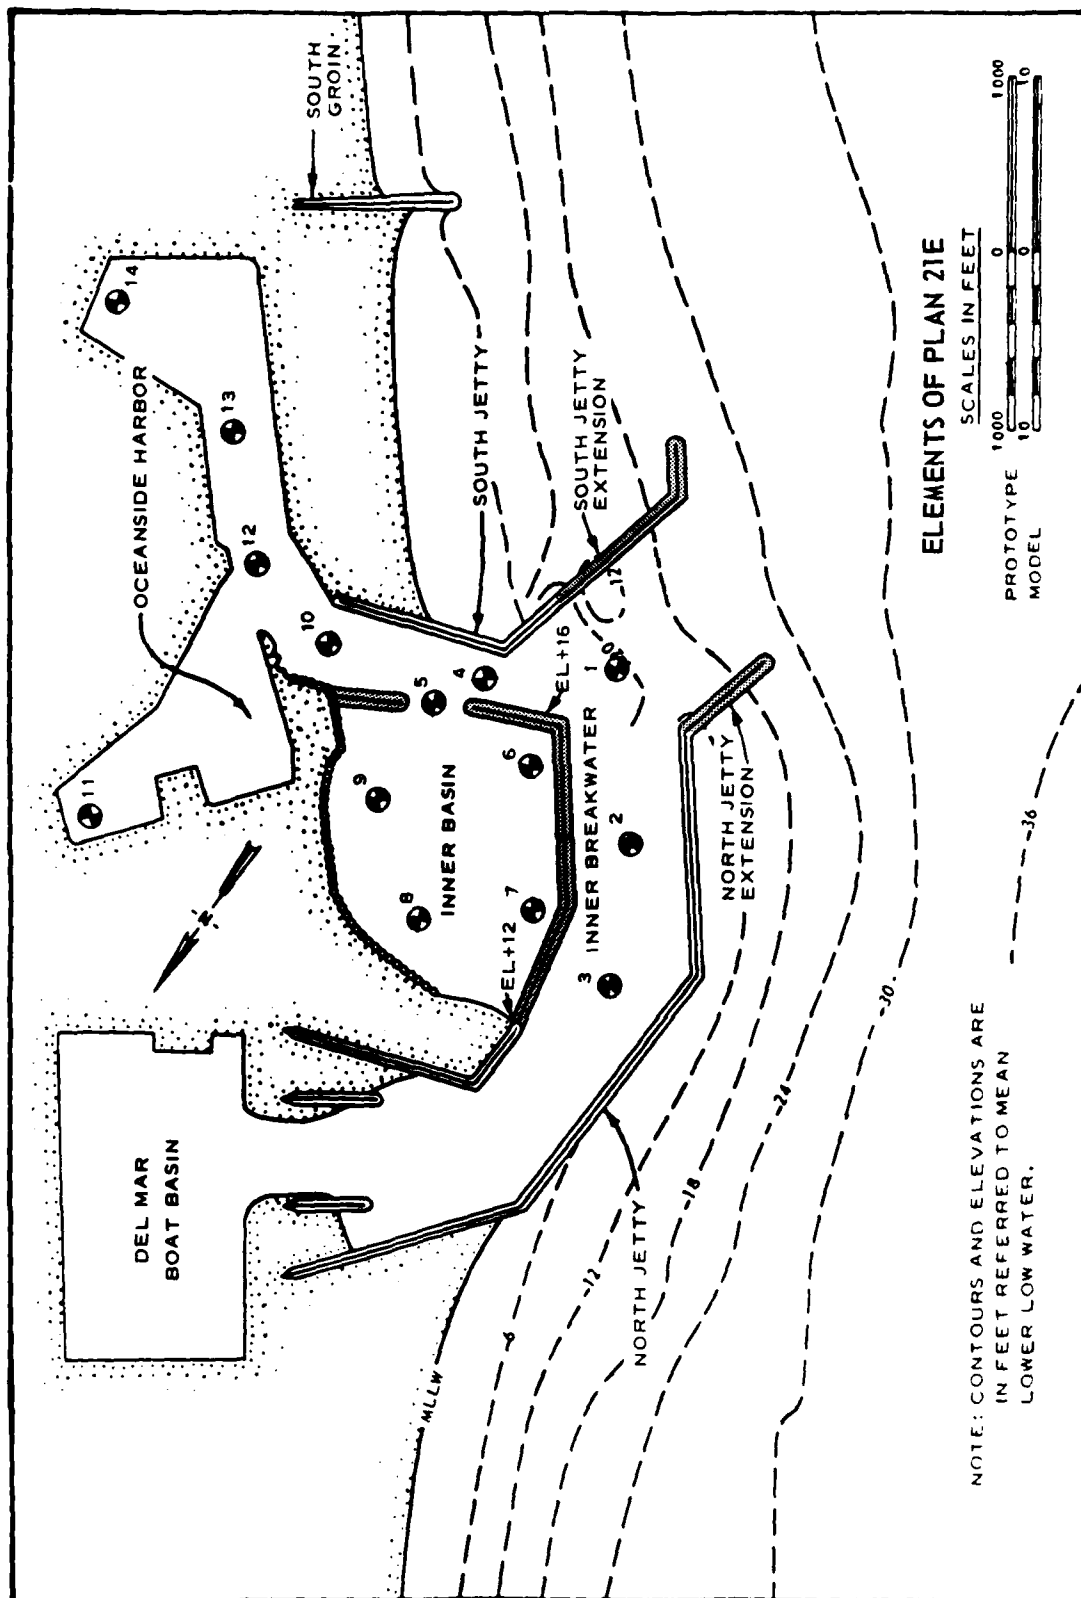 SOUTH
GROIN
14
OCEANSIDE HARBOR
13
12
11
10
SOUTH JETTY
SOUTH JETTY
EXTENSION
5
4
EL+16
1
0
12
9
6
INNER BASIN
INNER BREAKWATER
2
8
7
EL+12
3
NORTH JETTY
EXTENSION
N
DEL MAR
BOAT BASIN
NORTH JETTY
MLLW
-6
-12
-18
-24
-30
-36
ELEMENTS OF PLAN 21E
SCALES IN FEET
PROTOTYPE 1000 0 1000
MODEL 10 0 10
NOTE: CONTOURS AND ELEVATIONS ARE
IN FEET REFERRED TO MEAN
LOWER LOW WATER.